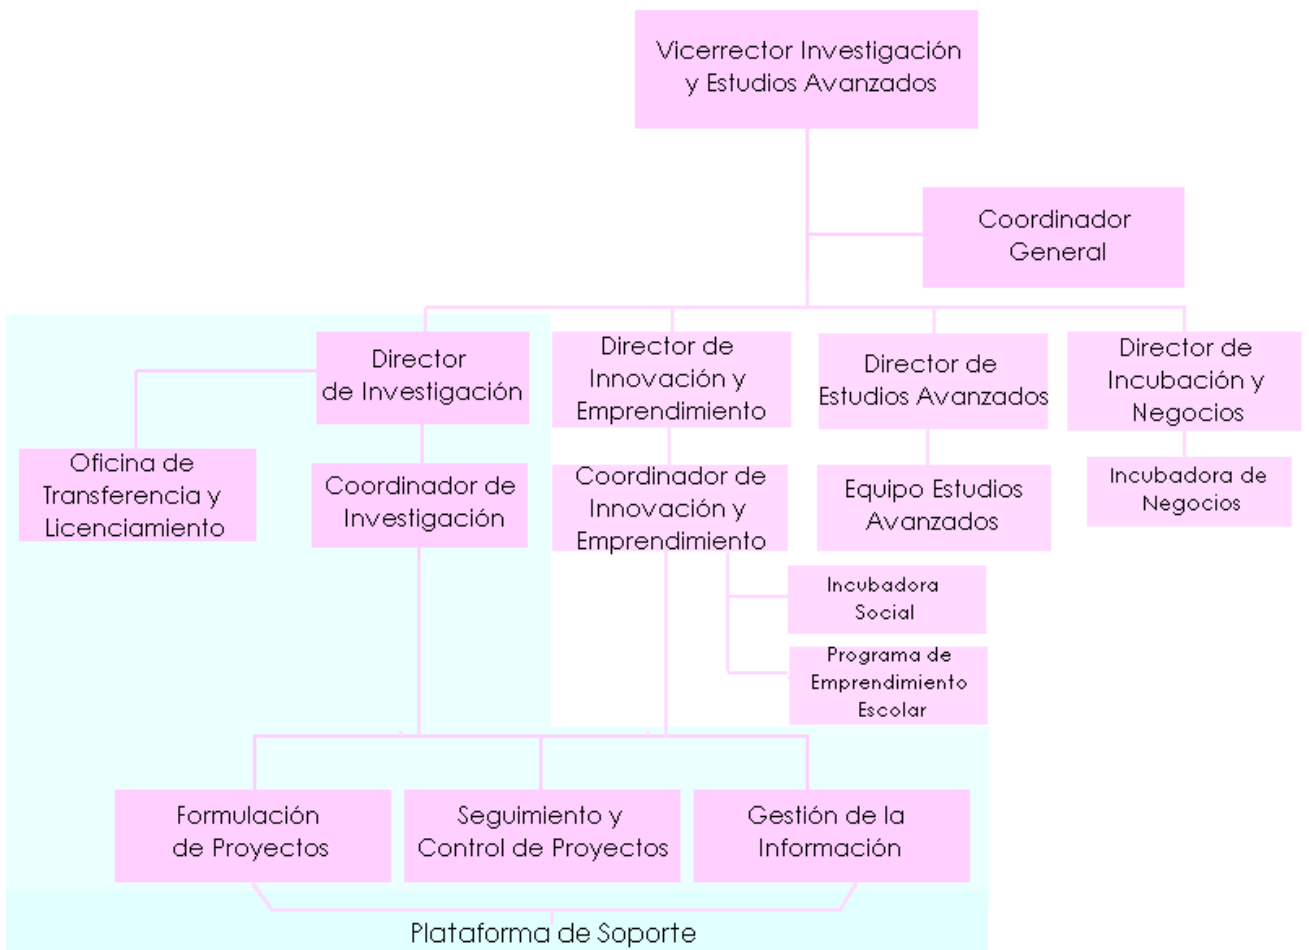 Vicerrector Investigación
y Estudios Avanzados
Coordinador
General
Director
de Investigación
Director de
Innovación y
Emprendimiento
Director de
Estudios Avanzados
Director de
Incubación y
Negocios
Oficina de
Transferencia y
Licenciamiento
Coordinador de
Investigación
Coordinador de
Innovación y
Emprendimiento
Equipo Estudios
Avanzados
Incubadora de
Negocios
Incubadora
Social
Programa de
Emprendimiento
Escolar
Formulación
de Proyectos
Seguimiento y
Control de Proyectos
Gestión de la
Información
Plataforma de Soporte